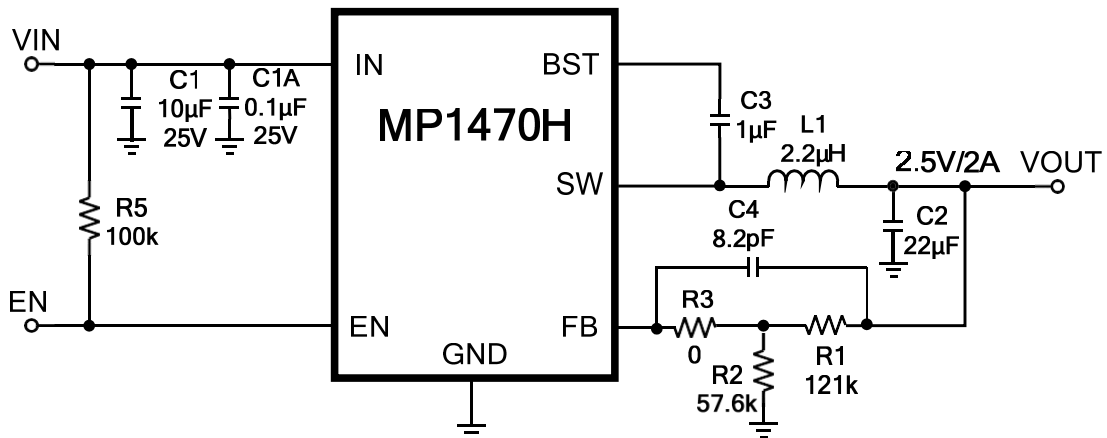 VIN
C1
10μF
25V
C1A
0.1μF
25V
IN
BST
MP1470H
C3
1μF
L1
2.2μH
2.5V/2A
VOUT
SW
R5
100k
C4
8.2pF
C2
22μF
EN
EN
FB
GND
R3
0
R1
121k
R2
57.6k